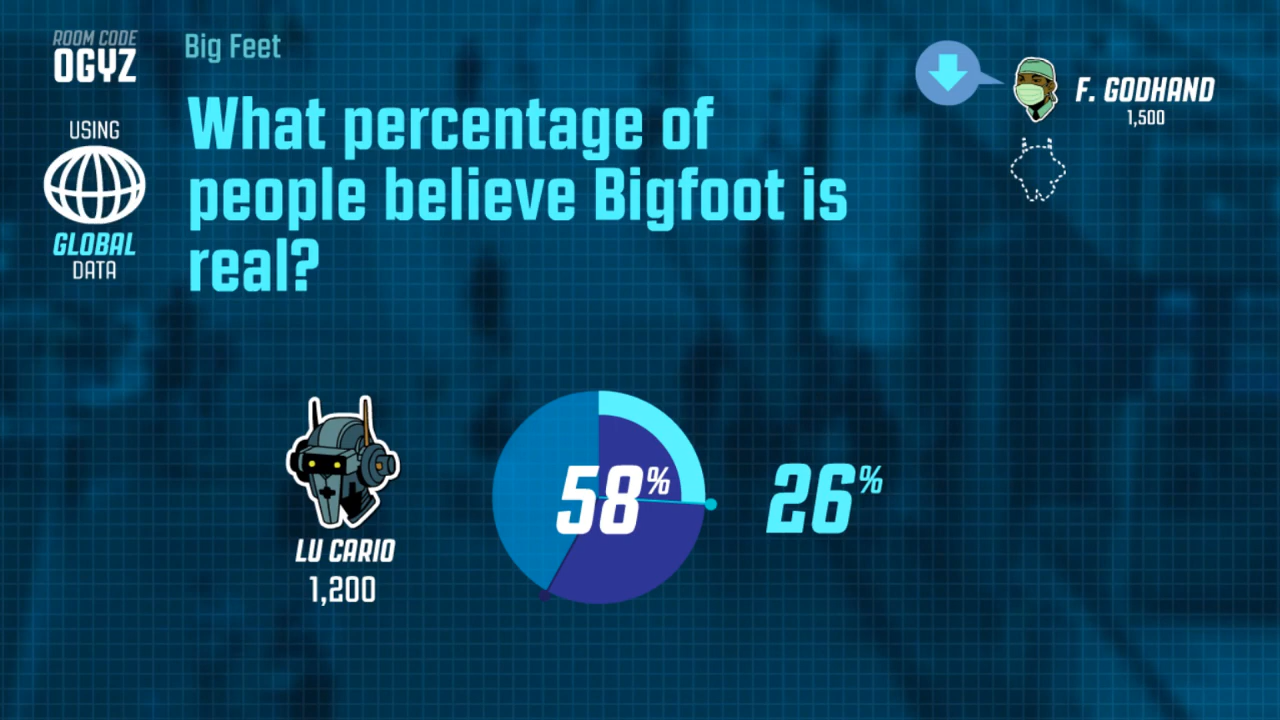 ROOM CODE
OGYZ
USING
GLOBAL
DATA
Big Feet
What percentage of
people believe Bigfoot is
real?
F. GODHAND
1,500
LU CARIO
1,200
58%
26%